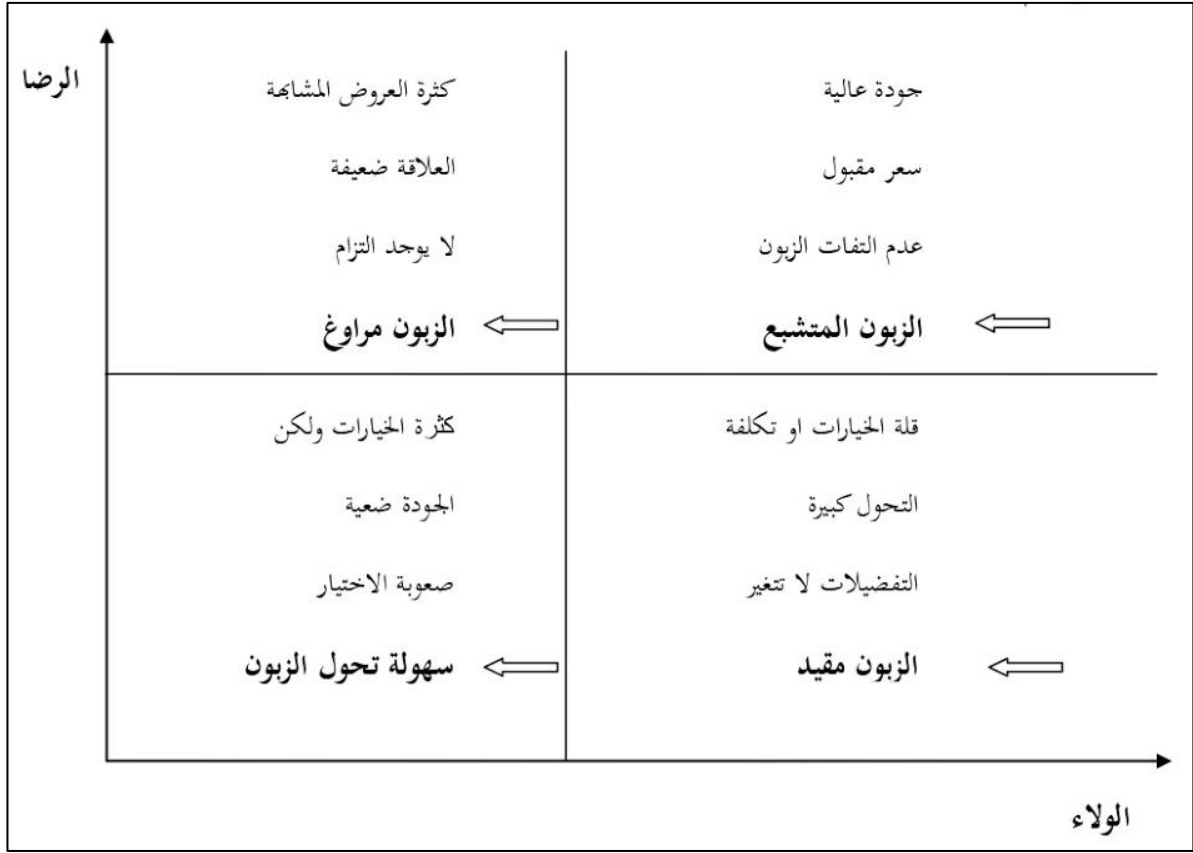 الرضا
جودة عالية
سعر مقبول
عدم التفات الزبون
الزبون المتشبع
كثرة العروض المشابهة
العلاقة ضعيفة
لا يوجد التزام
الزبون مراوغ
قلة الخيارات او تكلفة
التحول كبيرة
التفضيلات لا تتغير
الزبون مقيد
كثرة الخيارات ولكن
الجودة ضعية
صعوبة الاختيار
سهولة تحول الزبون
الولاء